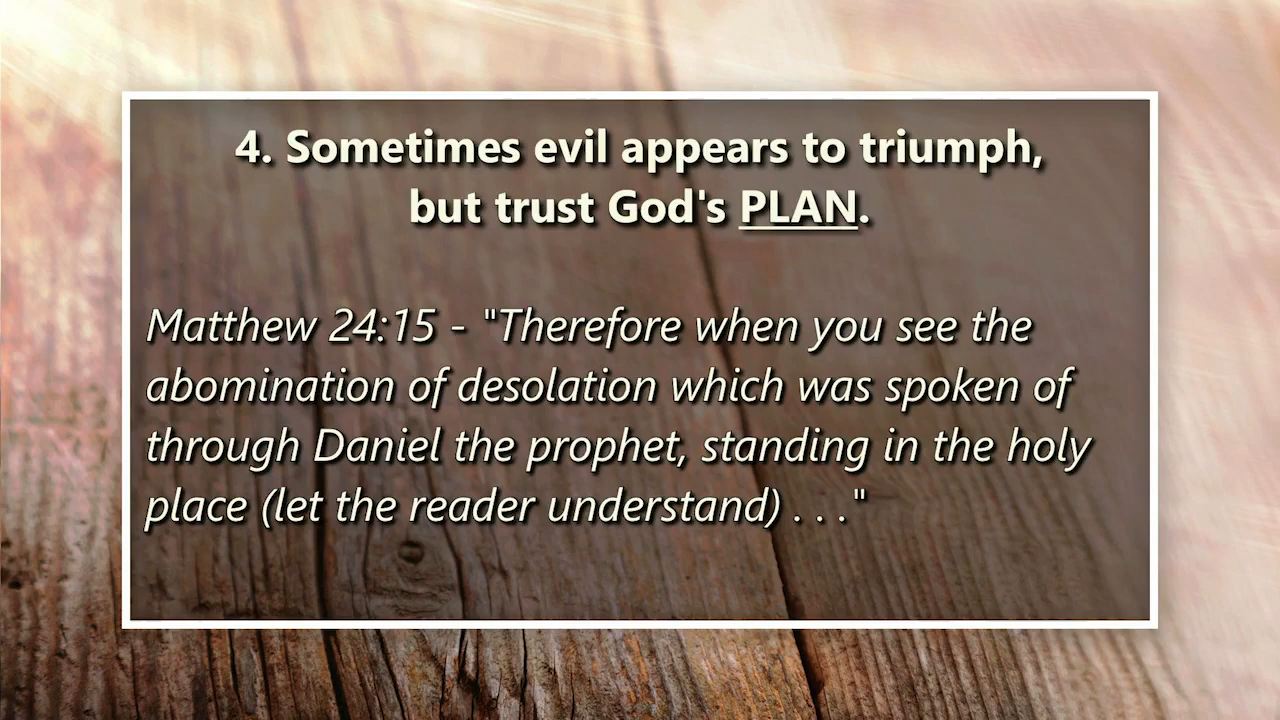 4. Sometimes evil appears to triumph,
but trust God's PLAN.
Matthew 24:15 - "Therefore when you see the
abomination of desolation which was spoken of
through Daniel the prophet, standing in the holy
place (let the reader understand) . . ."